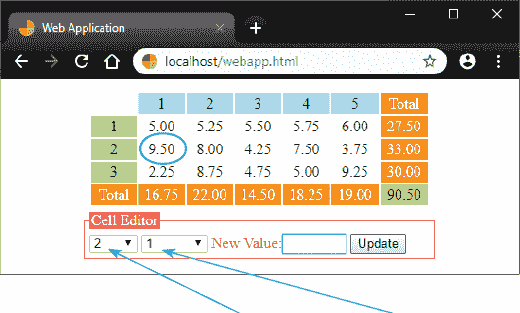 Web Application
localhost/webapp.html
1 2 3 4 5 Total
1 5.00 5.25 5.50 5.75 6.00 27.50
2 9.50 8.00 4.25 7.50 3.75 33.00
3 2.25 8.75 4.75 5.00 9.25 30.00
Total 16.75 22.00 14.50 18.25 19.00 90.50
Cell Editor
2 1 New Value: Update